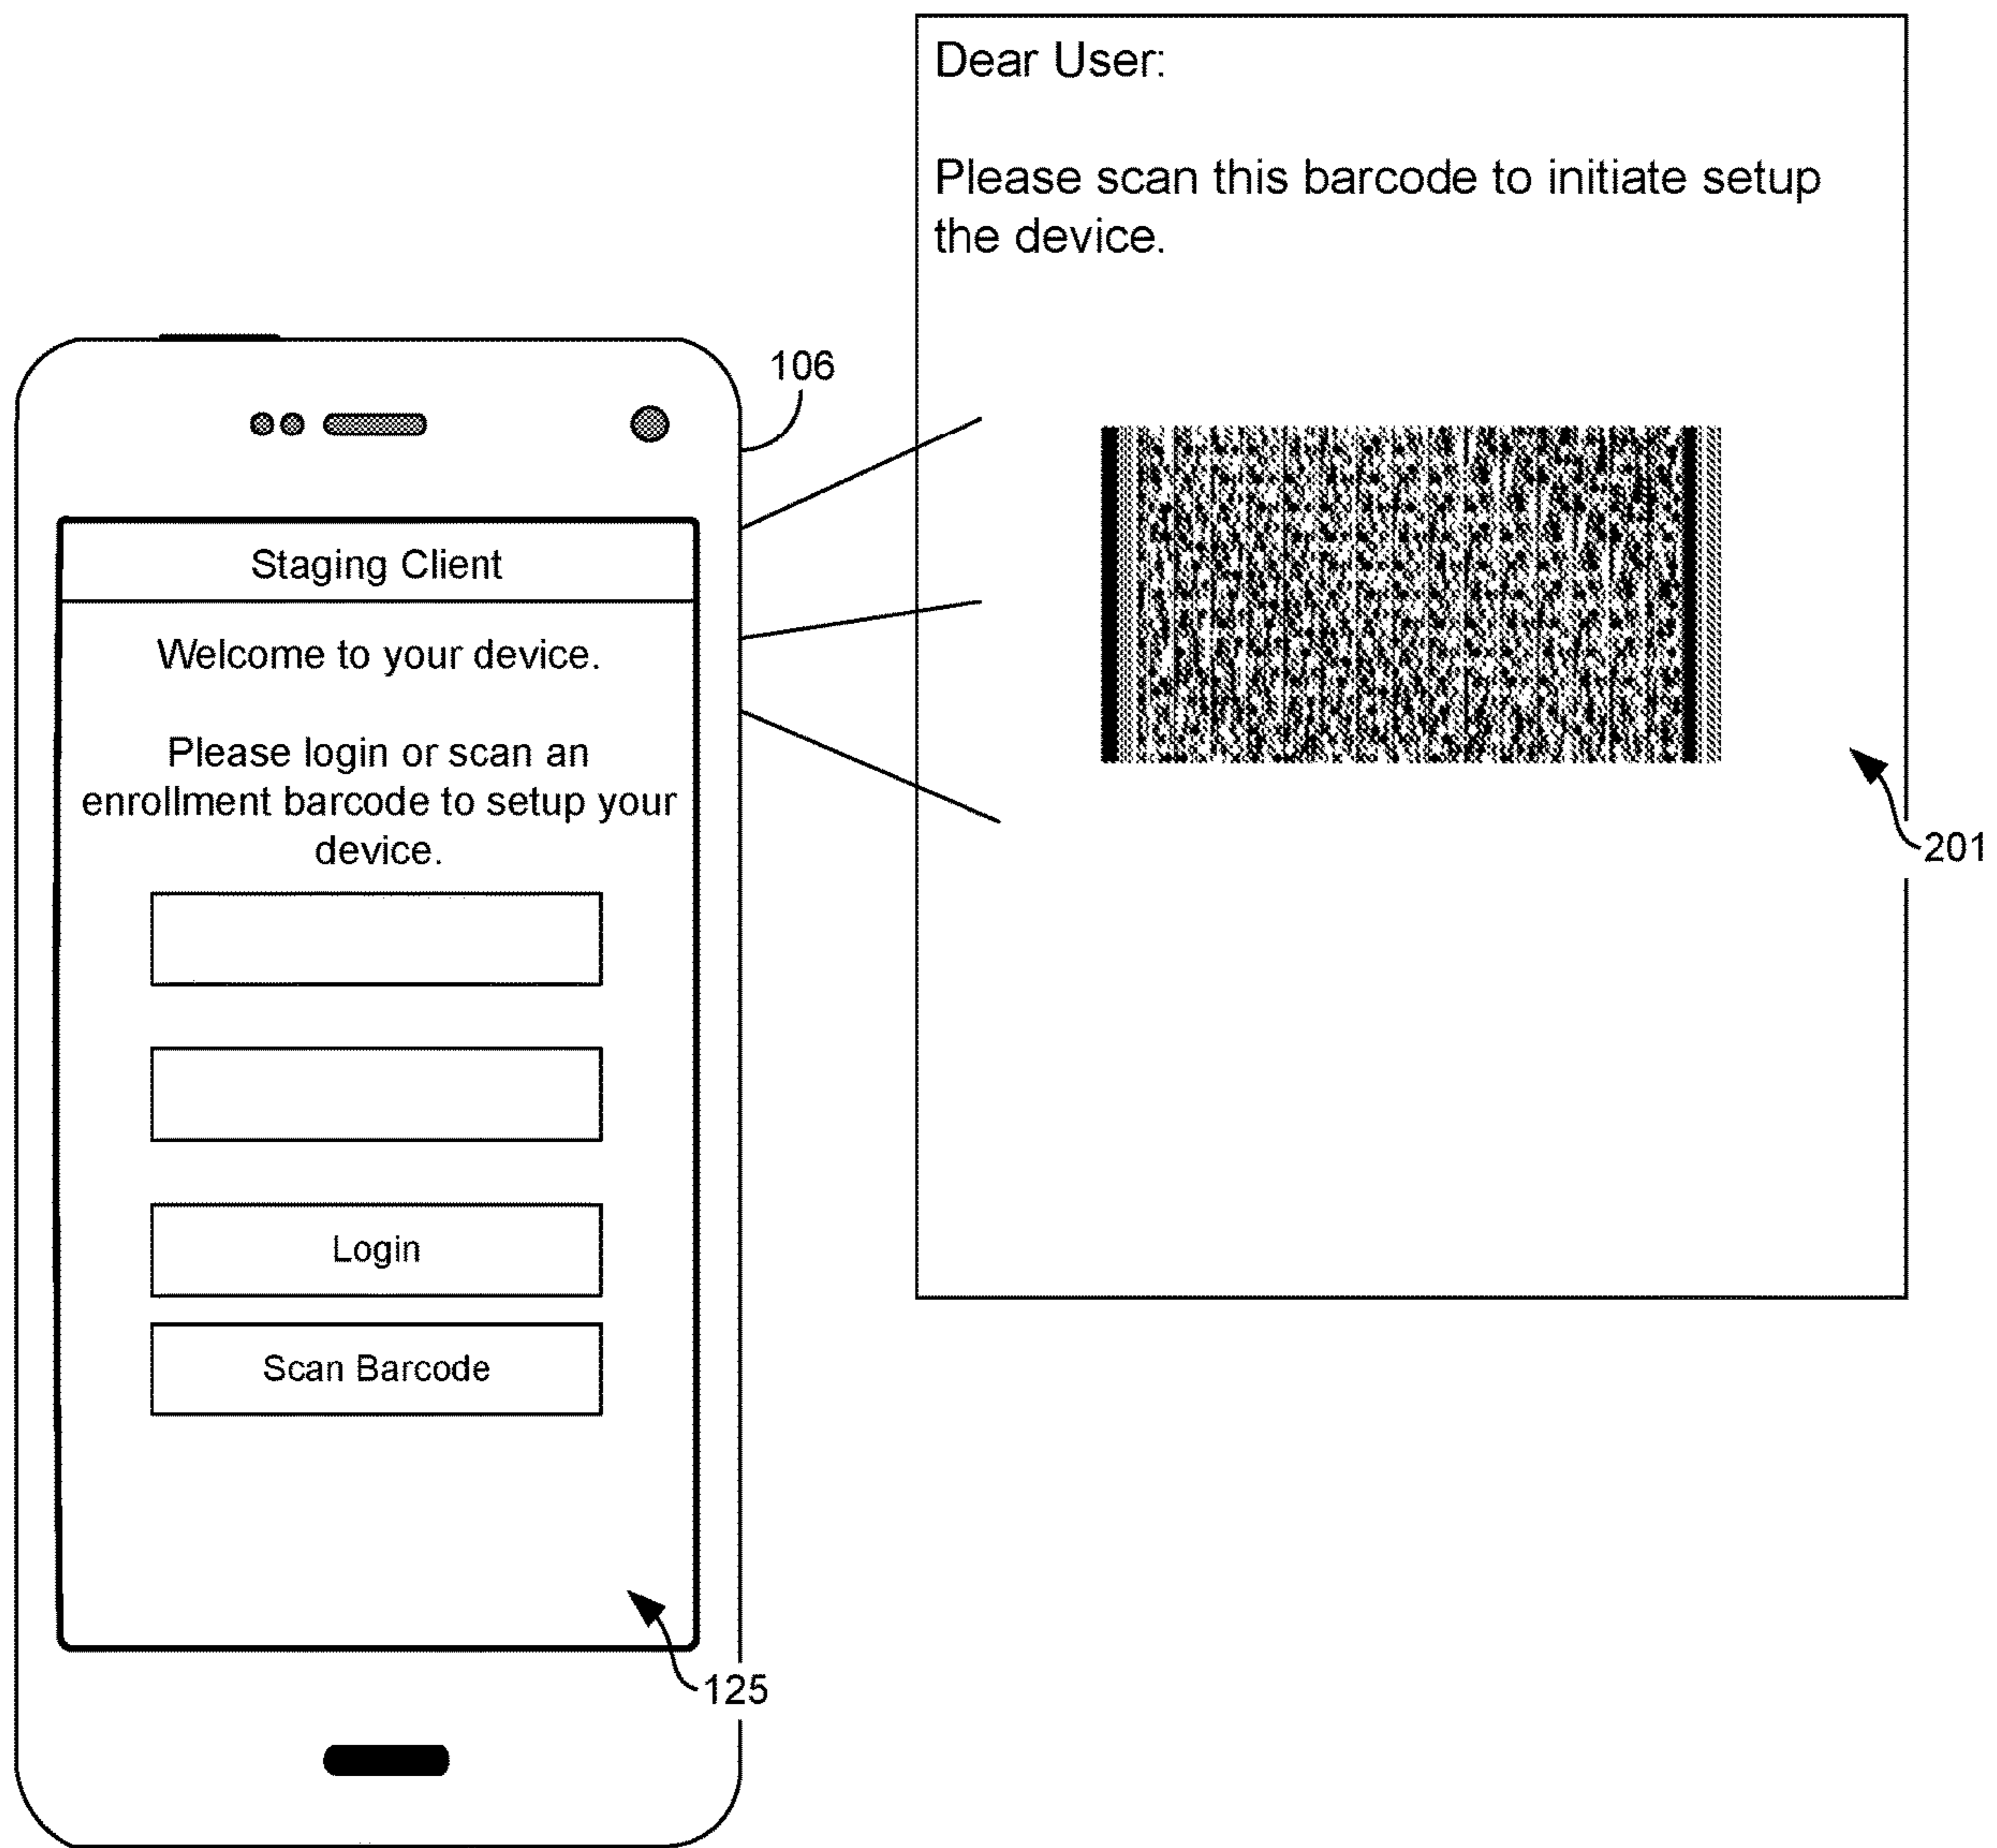 Dear User:
Please scan this barcode to initiate setup
the device.
106
Staging Client
Welcome to your device.
Please login or scan an
enrollment barcode to setup your
device.
201
Login
Scan Barcode
125